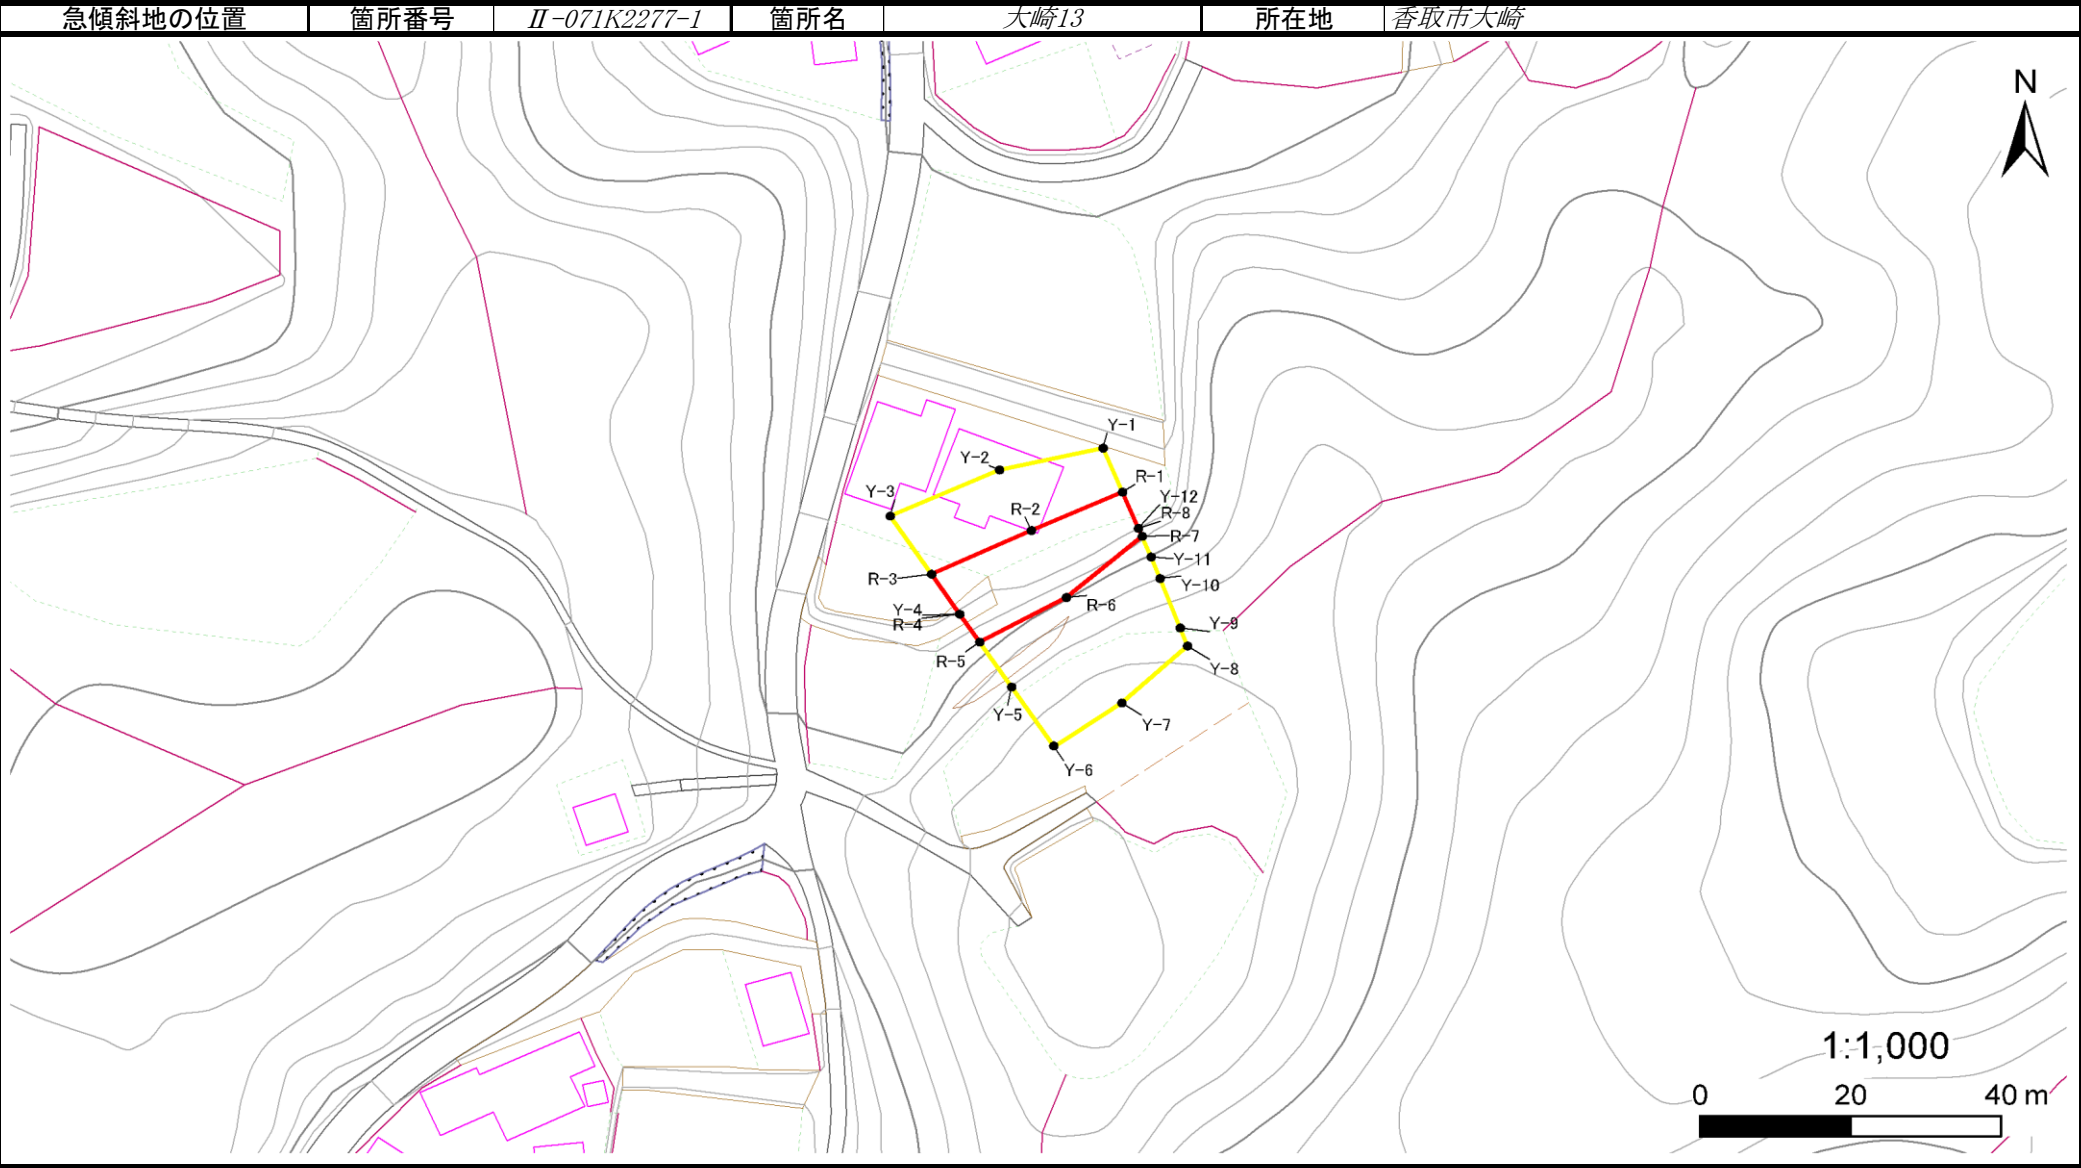 急傾斜地の位置 箇所番号 Ⅱ-071K2277-1 箇所名 大崎13 所在地 香取市大崎
N
Y-1
Y-2
R-1
Y-3
Y-12
R-2
R-8
R-7
Y-11
R-3
Y-10
R-6
Y-4
R-4
Y-9
R-5
Y-8
Y-5
Y-7
Y-6
1:1,000
0 20 40 m